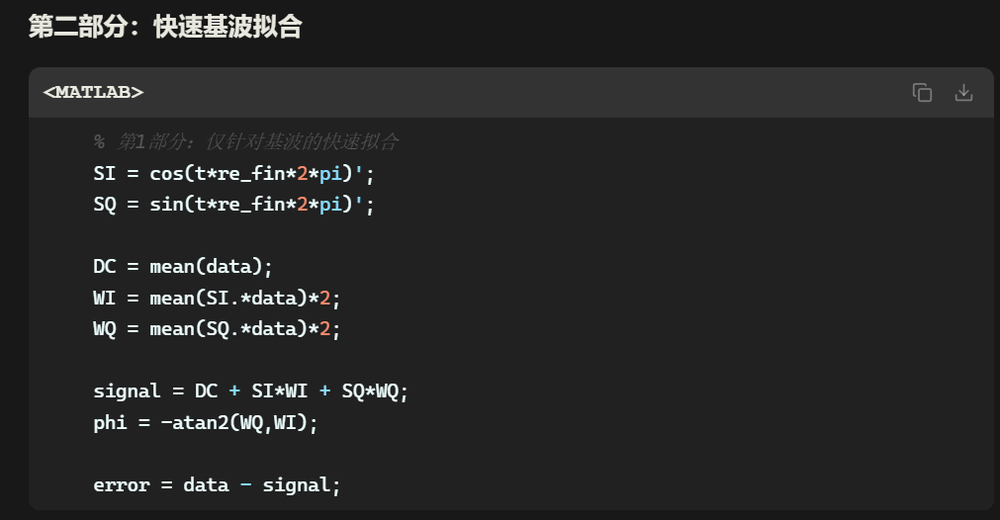 第二部分：快速基波拟合
<MATLAB>
% 第1部分：仅针对基波的快速拟合
SI = cos(t*re_fin*2*pi)';
SQ = sin(t*re_fin*2*pi)';
DC = mean(data);
WI = mean(SI.*data)*2;
WQ = mean(SQ.*data)*2;
signal = DC + SI*WI + SQ*WQ;
phi = -atan2(WQ,WI);
error = data - signal;